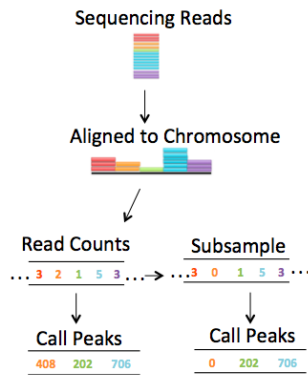 Sequencing Reads
Aligned to Chromosome
Read Counts
... 3 2 1 5 3 ...
Call Peaks
408 202 706
Subsample
...3 0 1 5 3...
Call Peaks
0 202 706